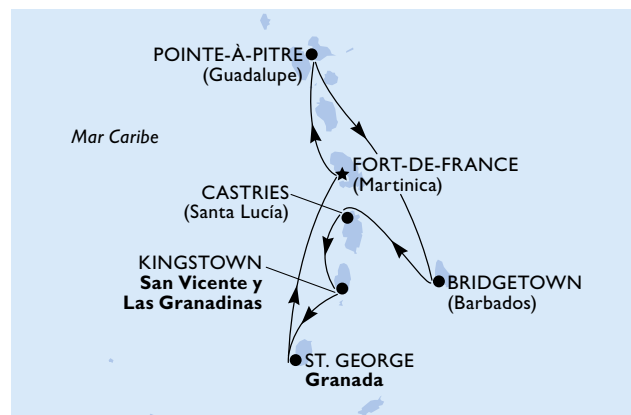 POINTE-À-PITRE
(Guadalupe)
Mar Caribe
FORT-DE-FRANCE
(Martinica)
CASTRIES
(Santa Lucía)
KINGSTOWN
San Vicente y
Las Granadinas
BRIDGETOWN
(Barbados)
ST. GEORGE
Granada